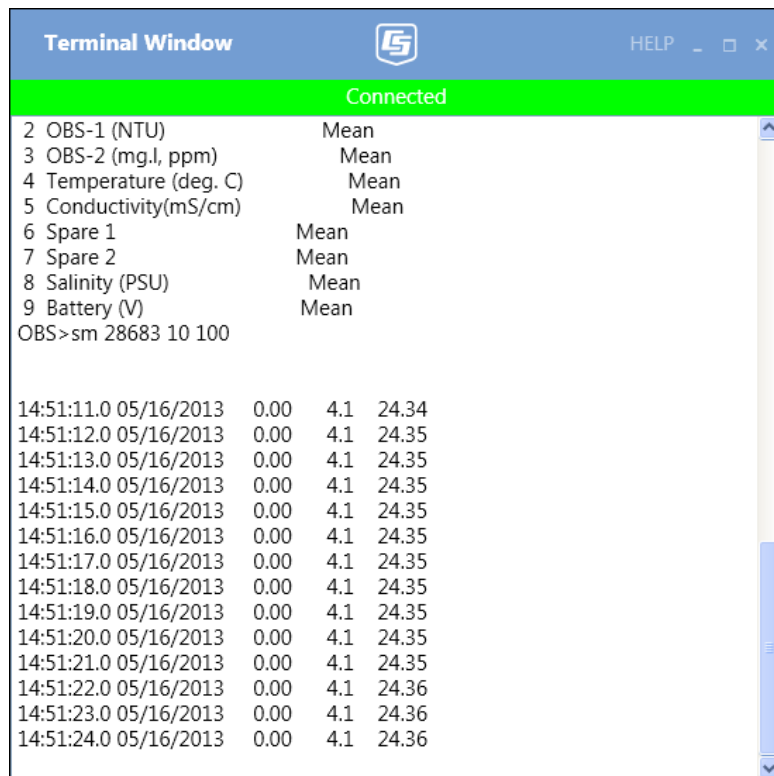 Terminal Window HELP
Connected
2 OBS-1 (NTU) Mean
3 OBS-2 (mg.l, ppm) Mean
4 Temperature (deg. C) Mean
5 Conductivity(mS/cm) Mean
6 Spare 1 Mean
7 Spare 2 Mean
8 Salinity (PSU) Mean
9 Battery (V) Mean
OBS>sm 28683 10 100
14:51:11.0 05/16/2013 0.00 4.1 24.34
14:51:12.0 05/16/2013 0.00 4.1 24.35
14:51:13.0 05/16/2013 0.00 4.1 24.35
14:51:14.0 05/16/2013 0.00 4.1 24.35
14:51:15.0 05/16/2013 0.00 4.1 24.35
14:51:16.0 05/16/2013 0.00 4.1 24.35
14:51:17.0 05/16/2013 0.00 4.1 24.35
14:51:18.0 05/16/2013 0.00 4.1 24.35
14:51:19.0 05/16/2013 0.00 4.1 24.35
14:51:20.0 05/16/2013 0.00 4.1 24.35
14:51:21.0 05/16/2013 0.00 4.1 24.35
14:51:22.0 05/16/2013 0.00 4.1 24.36
14:51:23.0 05/16/2013 0.00 4.1 24.36
14:51:24.0 05/16/2013 0.00 4.1 24.36